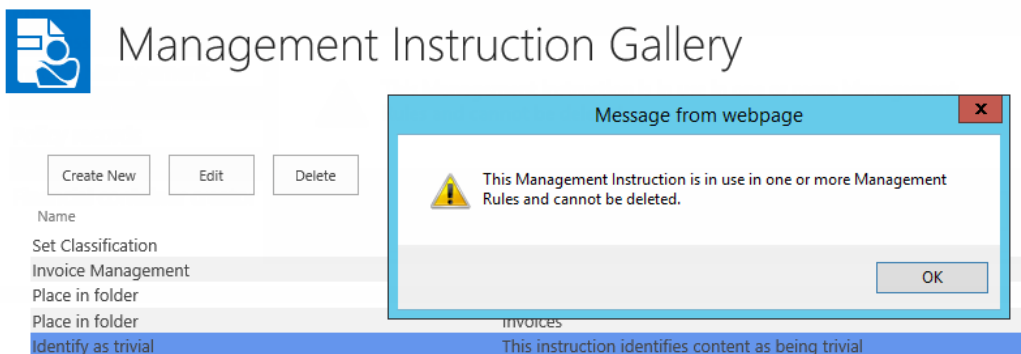 Management Instruction Gallery
Message from webpage
x
This Management Instruction is in use in one or more Management
Rules and cannot be deleted.
OK
Create New Edit Delete
Name
Set Classification
Invoice Management
Place in folder
Place in folder Invoices
Identify as trivial This instruction identifies content as being trivial